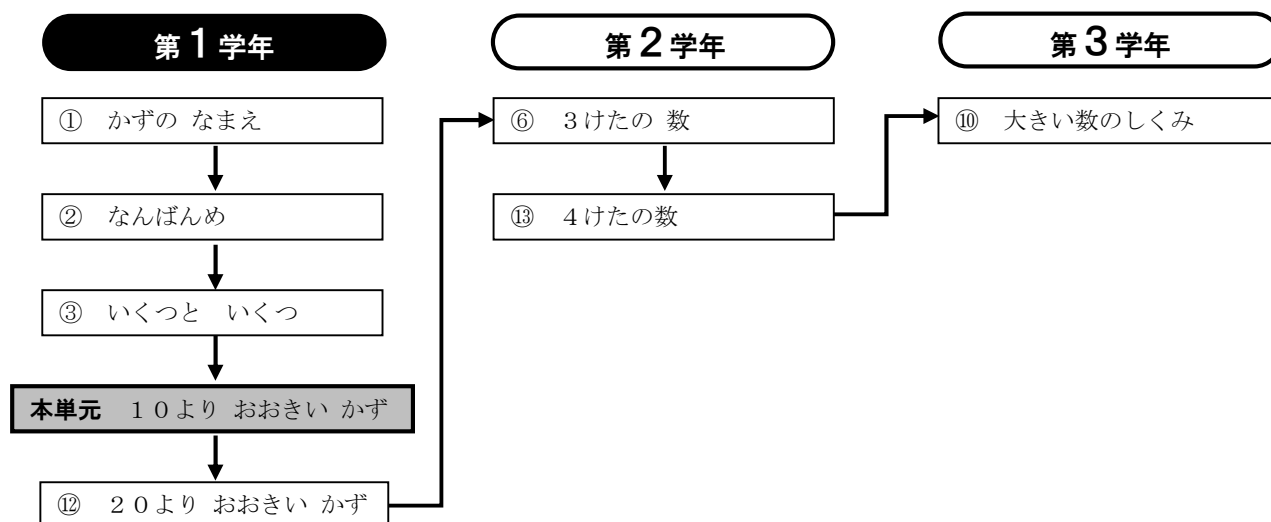 第1学年
① かずの なまえ
② なんばんめ
③ いくつと いくつ
本単元 10より おおきい かず
⑫ 20より おおきい かず
第2学年
⑥ 3けたの 数
⑬ 4けたの数
第3学年
⑩ 大きい数のしくみ